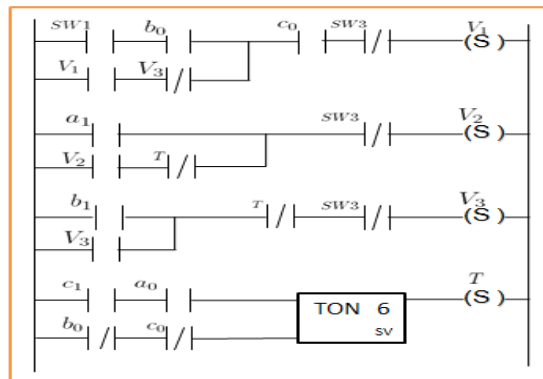 SW1 b₀ c₀ SW3 V₁
(S)
V₁ V₃
a₁ SW3 V₂
(S)
V₂ T
b₁ T SW3 V₃
(S)
V₃
c₁ a₀ T
(S)
TON 6
b₀ c₀ sv